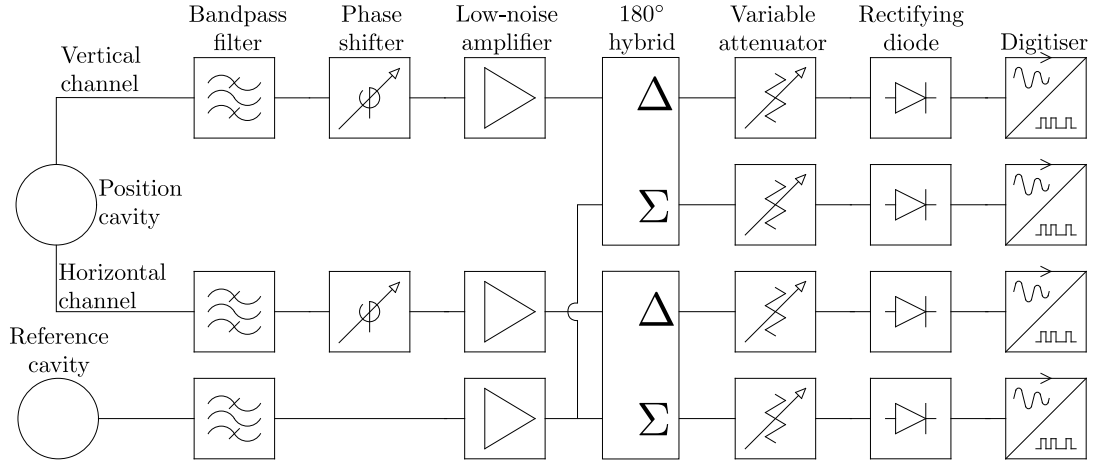 Bandpass
filter
Phase
shifter
Low-noise
amplifier
180°
hybrid
Variable
attenuator
Rectifying
diode
Digitiser
Vertical
channel
Δ
Position
cavity
Σ
Horizontal
channel
Δ
Reference
cavity
Σ